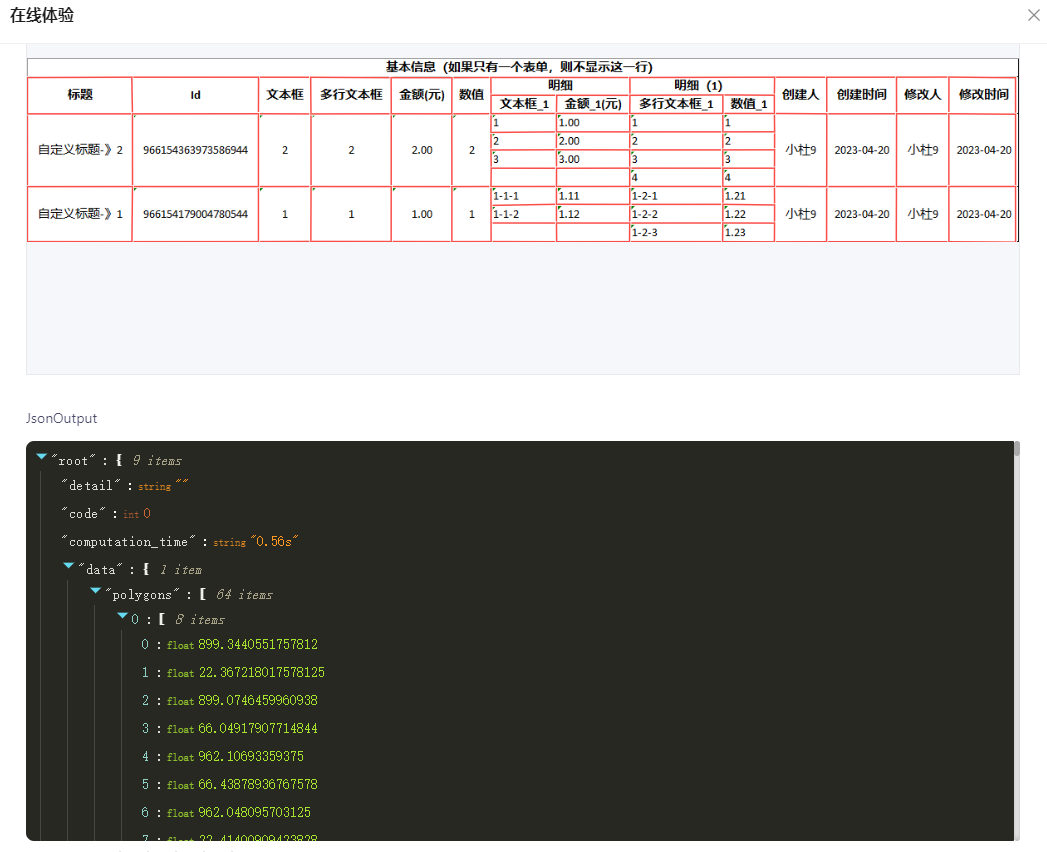 在线体验
基本信息（如果只有一个表单，则不显示这一行）
标题 Id 文本框 多行文本框 金额(元) 数值 明细 明细（1） 创建人 创建时间 修改人 修改时间
文本框_1 金额_1(元) 多行文本框_1 数值_1
自定义标题-》2 966154363973586944 2 2 2.00 2 小杜9 2023-04-20 小杜9 2023-04-20
1 1.00 1 1
2 2.00 2 2
3 3.00 3 3
4 4
自定义标题-》1 966154179004780544 1 1 1.00 1 小杜9 2023-04-20 小杜9 2023-04-20
1-1-1 1.11 1-2-1 1.21
1-1-2 1.12 1-2-2 1.22
1-2-3 1.23
JsonOutput
"root" : { 9 items
"detail" : string ""
"code" : int 0
"computation_time" : string "0.56s"
"data" : { 1 item
"polygons" : [ 64 items
0 : [ 8 items
0 : float 899.3440551757812
1 : float 22.367218017578125
2 : float 899.0746459960938
3 : float 66.04917907714844
4 : float 962.10693359375
5 : float 66.43878936767578
6 : float 962.048095703125
7 : float 22.41400909423828